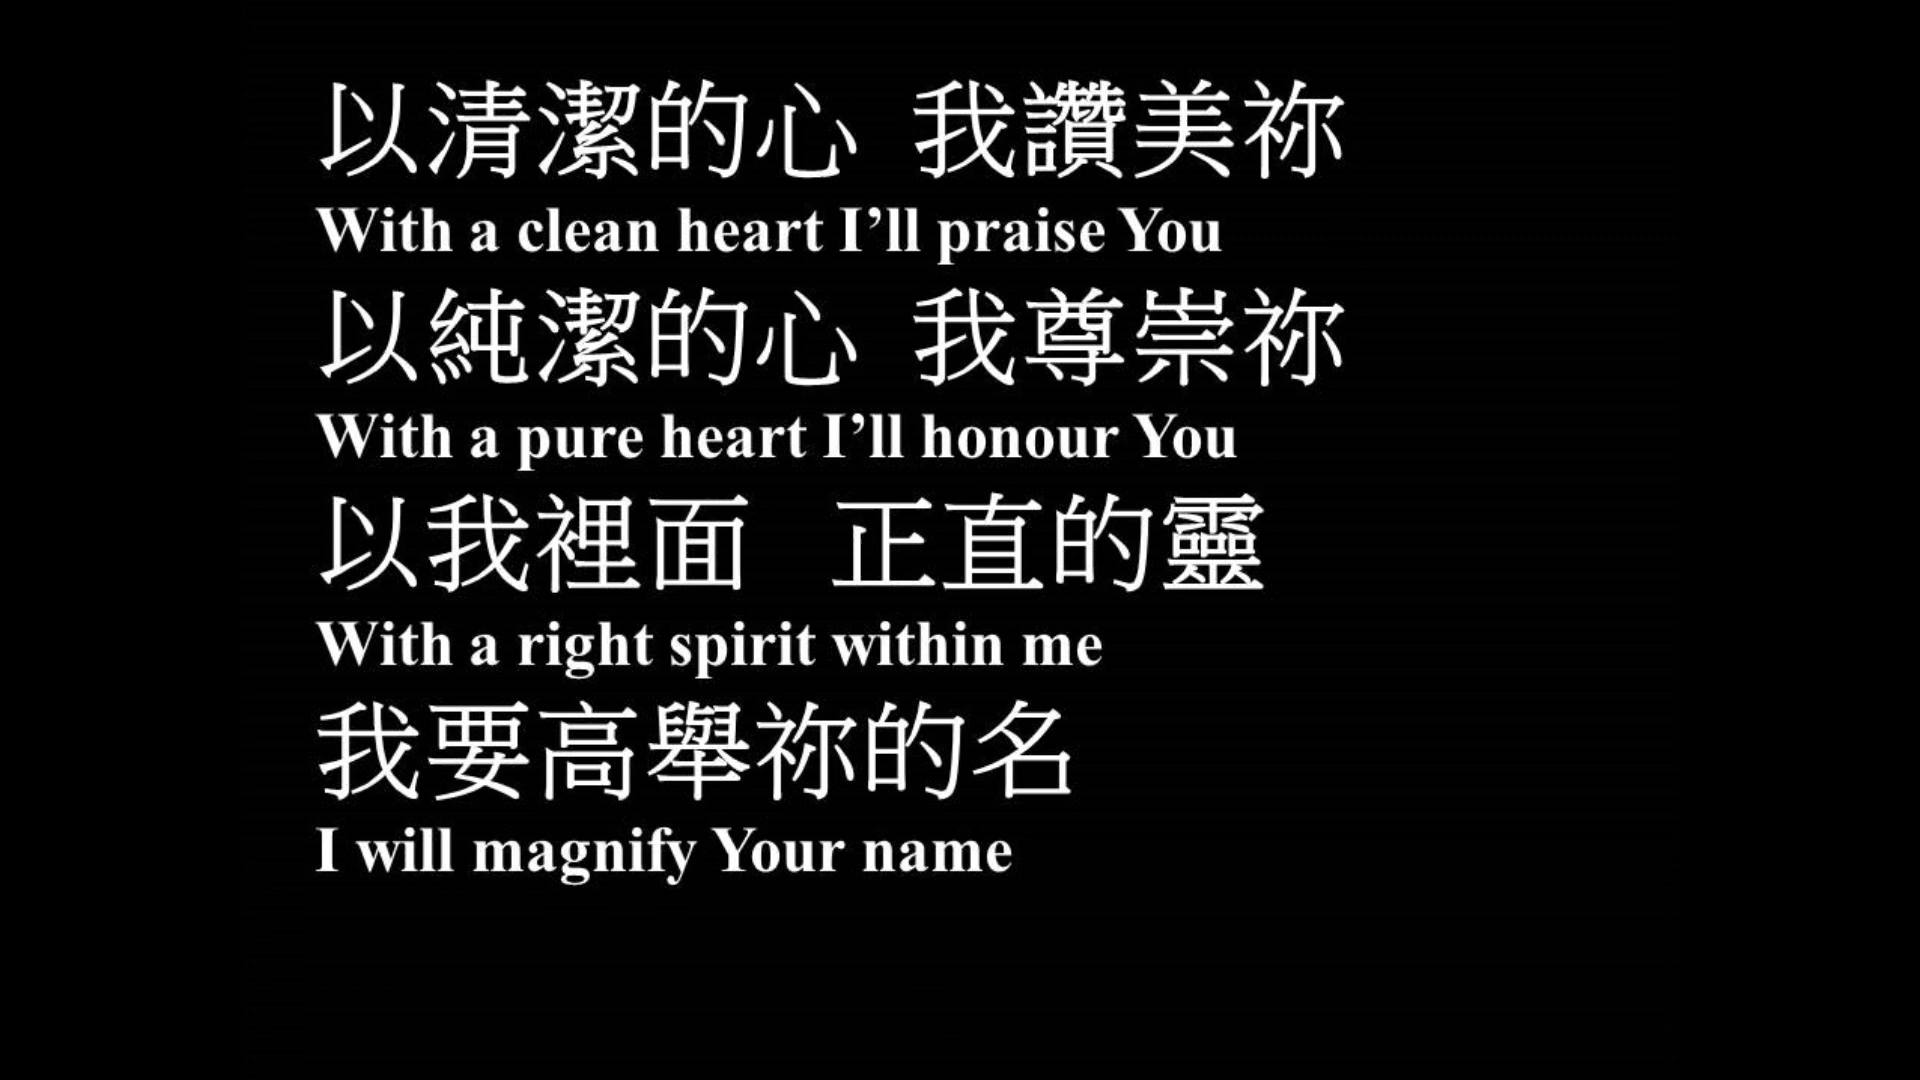 以清潔的心 我讚美祢
With a clean heart I’ll praise You
以純潔的心 我尊崇祢
With a pure heart I’ll honour You
以我裡面 正直的靈
With a right spirit within me
我要高舉祢的名
I will magnify Your name